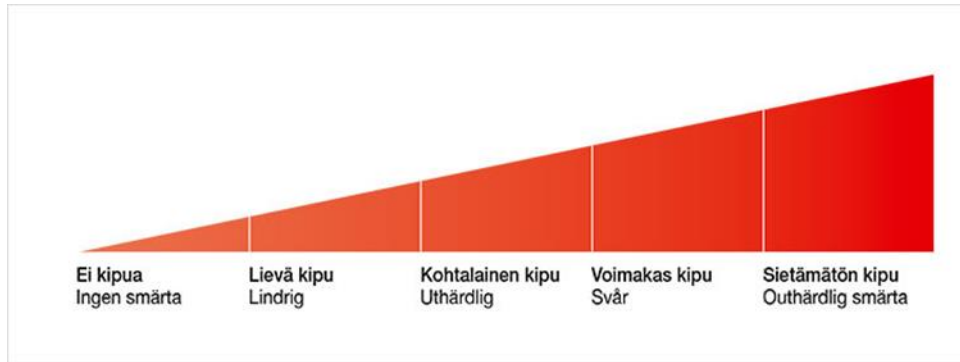 Ei kipua
Ingen smärta
Lievä kipu
Lindrig
Kohtalainen kipu
Uthärdlig
Voimakas kipu
Svår
Sietämätön kipu
Outhärdlig smärta